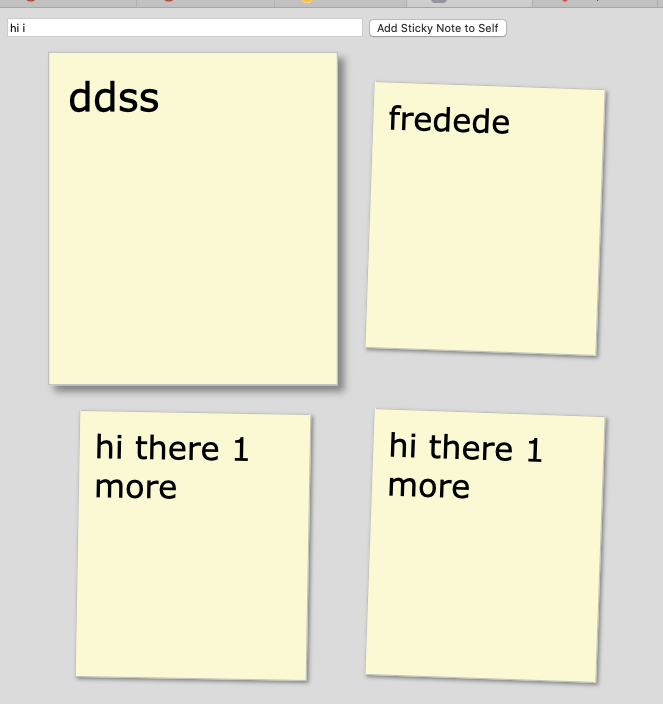 hi i
Add Sticky Note to Self
ddss
fredede
hi there 1
more
hi there 1
more